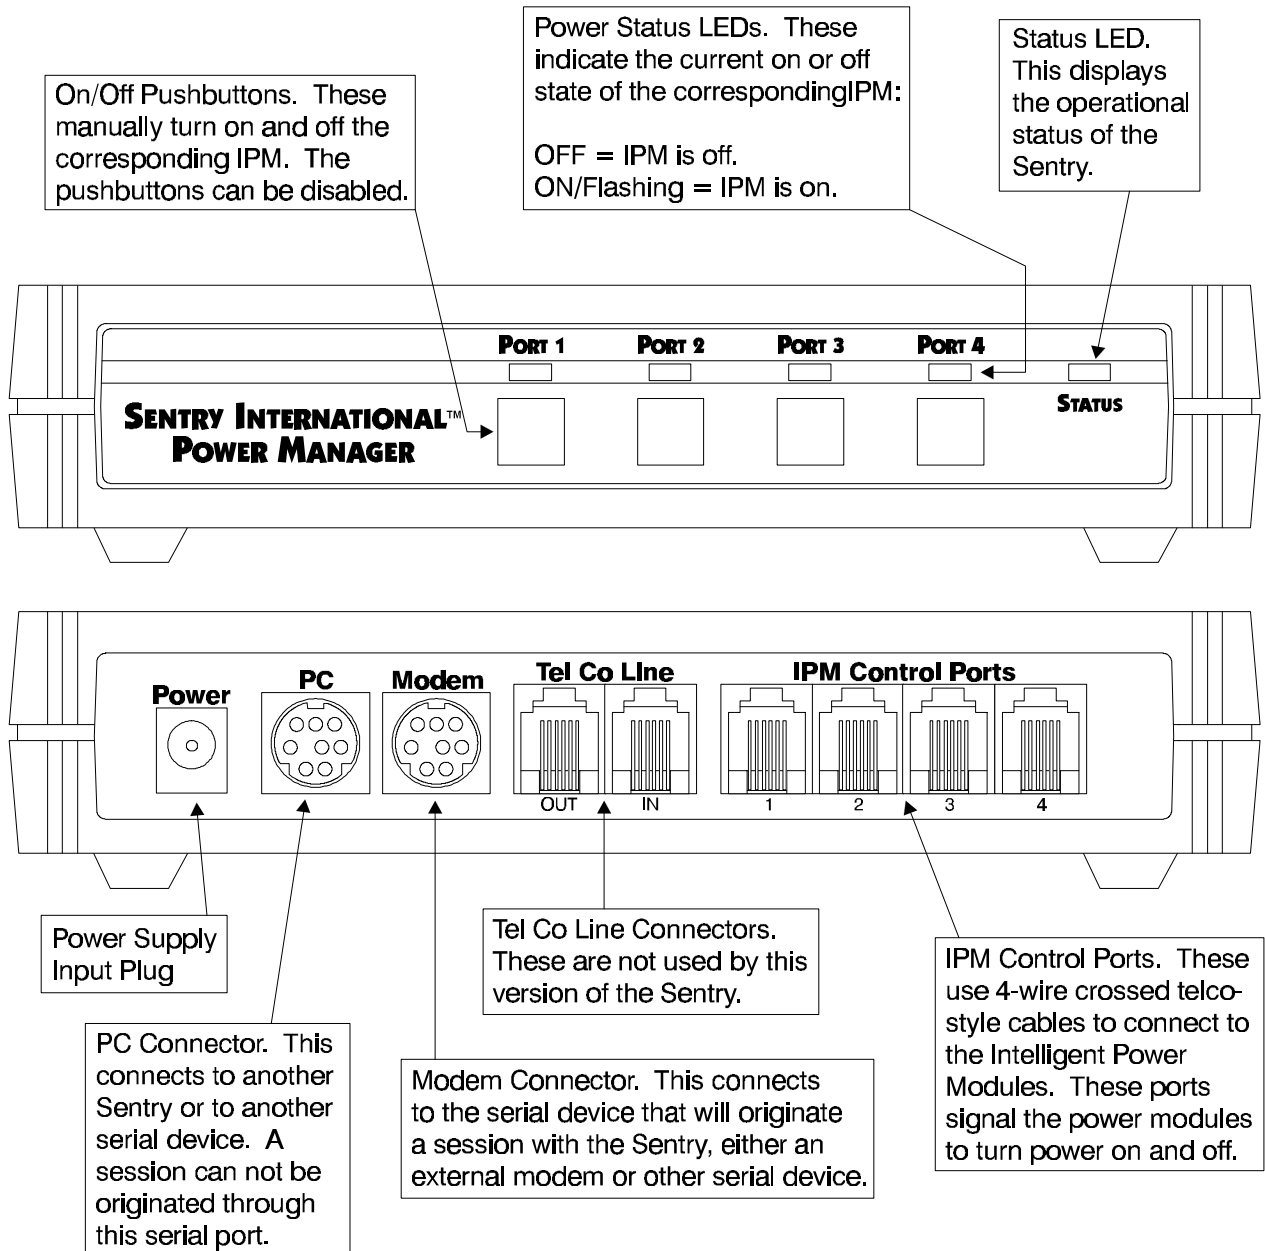 Power Status LEDs.  These
indicate the current on or off
state of the correspondingIPM:
OFF = IPM is off.
ON/Flashing = IPM is on.
Status LED.
This displays
the operational
status of the
Sentry.
On/Off Pushbuttons.  These
manually turn on and off the
corresponding IPM.  The
pushbuttons can be disabled.
PORT 1 PORT 2 PORT 3 PORT 4
STATUS
SENTRY INTERNATIONAL™
POWER MANAGER
Power PC Modem Tel Co LIne IPM Control Ports
OUT IN 1 2 3 4
Power Supply
Input Plug
Tel Co Line Connectors.
These are not used by this
version of the Sentry.
IPM Control Ports.  These
use 4-wire crossed telco-
style cables to connect to
the Intelligent Power
Modules.  These ports
signal the power modules
to turn power on and off.
PC Connector.  This
connects to another
Sentry or to another
serial device.  A
session can not be
originated through
this serial port.
Modem Connector.  This connects
to the serial device that will originate
a session with the Sentry, either an
external modem or other serial device.